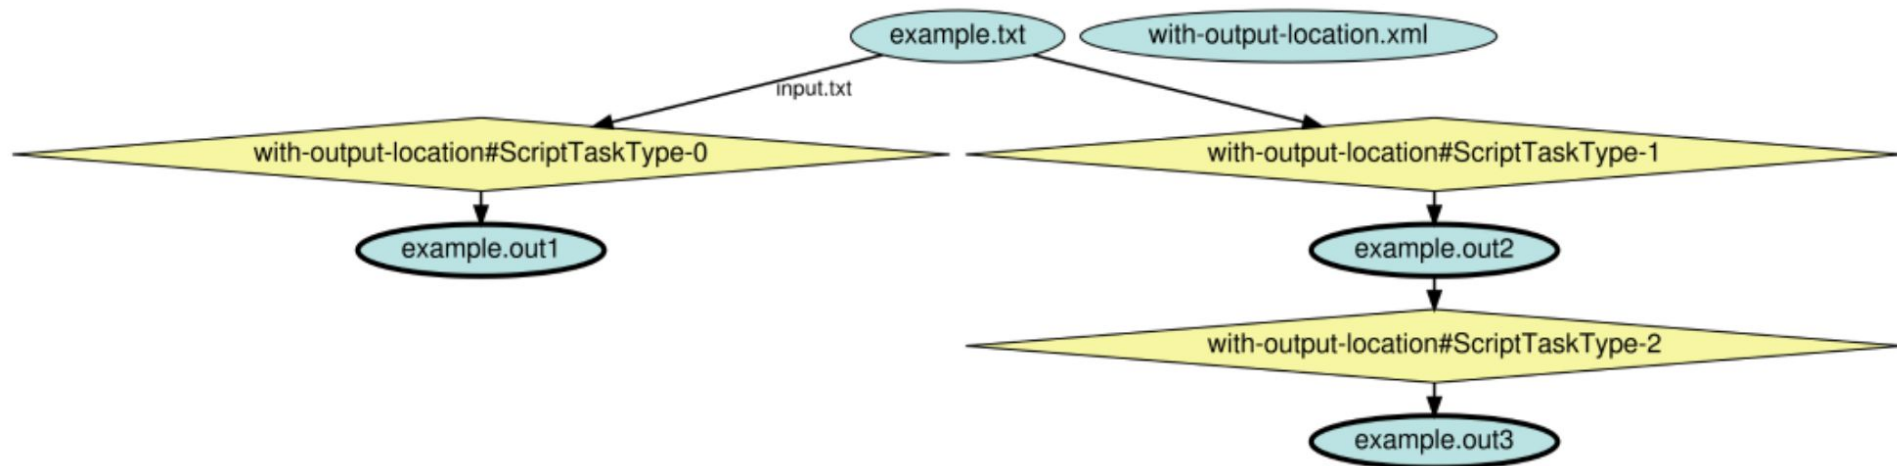 example.txt
with-output-location.xml
input.txt
with-output-location#ScriptTaskType-0
with-output-location#ScriptTaskType-1
example.out1
example.out2
with-output-location#ScriptTaskType-2
example.out3